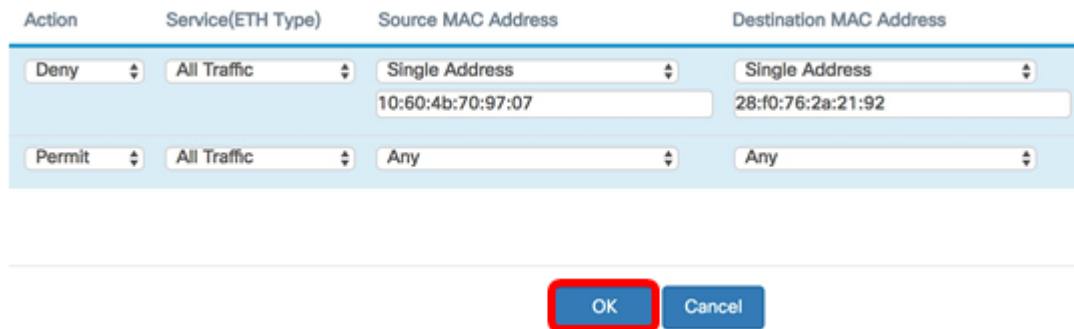 Action Service(ETH Type) Source MAC Address Destination MAC Address
Deny All Traffic Single Address Single Address
10:60:4b:70:97:07 28:f0:76:2a:21:92
Permit All Traffic Any Any
OK Cancel